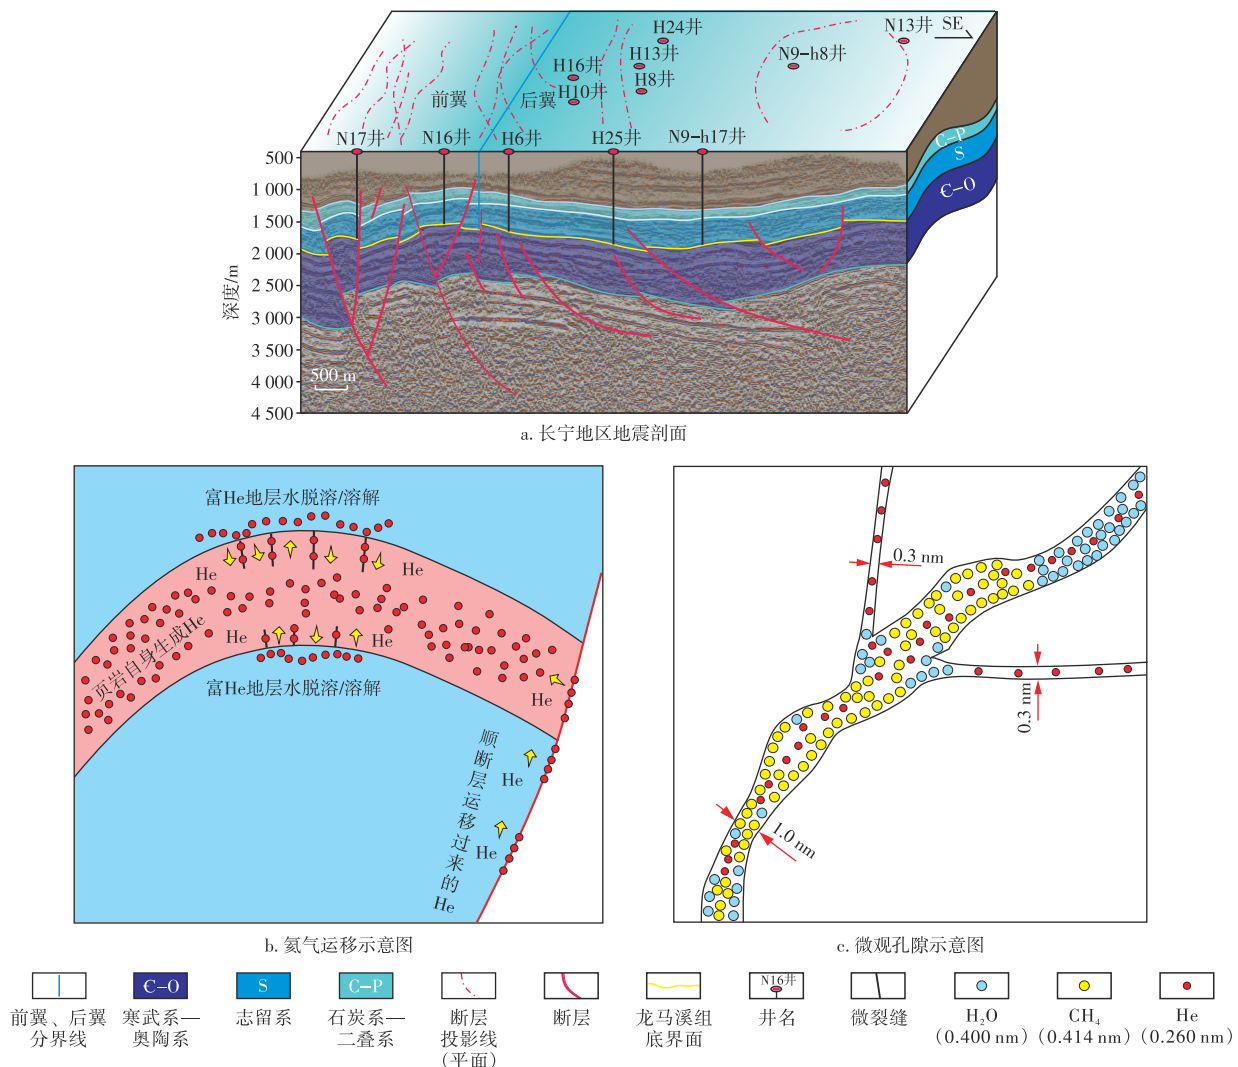 H24井
N13井
SE
H13井
N9-h8井
H16井
H8井
前翼
后翼
H10井
N17井
N16井
H6井
H25井
N9-h17井
C-P
S
Є-O
深度/m
500
1 000
1 500
2 000
2 500
3 000
3 500
4 000
4 500
500 m
a. 长宁地区地震剖面
富He地层水脱溶/溶解
He
He
He
He
页岩自身生成He
富He地层水脱溶/溶解
He
He
He
顺断层运移过来的He
b. 氦气运移示意图
0.3 nm
0.3 nm
1.0 nm
c. 微观孔隙示意图
Є-O
S
C-P
N16井
前翼、后翼
分界线
寒武系—
奥陶系
志留系
石炭系—
二叠系
断层
投影线
(平面)
断层
龙马溪组
底界面
井名
微裂缝
H₂O
(0.400 nm)
CH₄
(0.414 nm)
He
(0.260 nm)